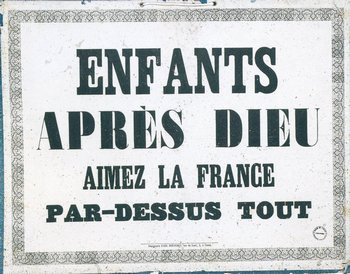 ENFANTS
APRÈS DIEU
AIMEZ LA FRANCE
PAR-DESSUS TOUT